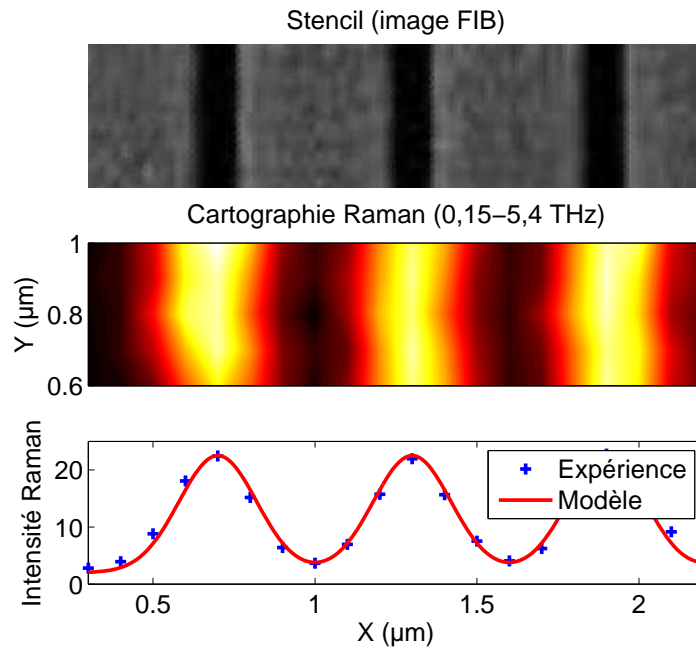 Stencil (image FIB)
Cartographie Raman (0,15−5,4 THz)
Y (µm)
1
0.8
0.6
Intensité Raman
20
10
0
Expérience
Modèle
0.5
1
1.5
2
X (µm)